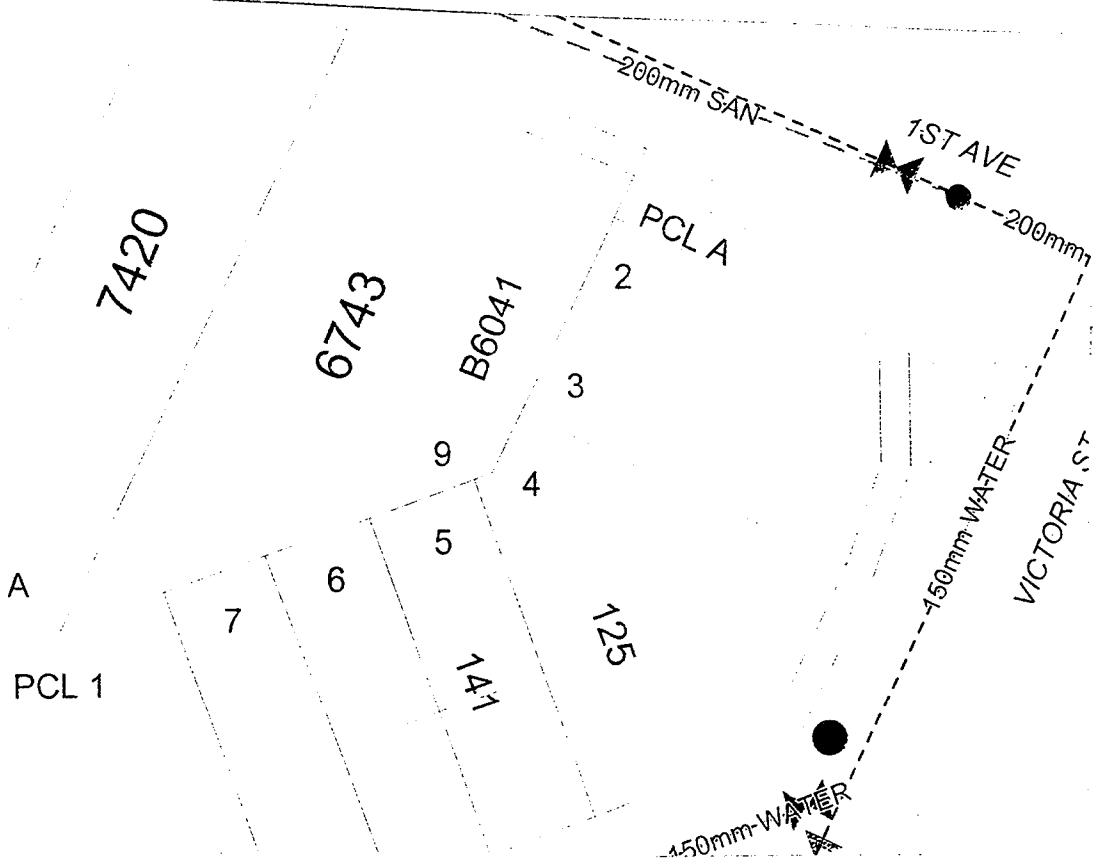 200mm SAN
1ST AVE
200mm
7420
6743
B6041
PCL A
2
3
9
4
5
6
7
A
PCL 1
125
141
150mm WATER
VICTORIA ST
150mm WATER